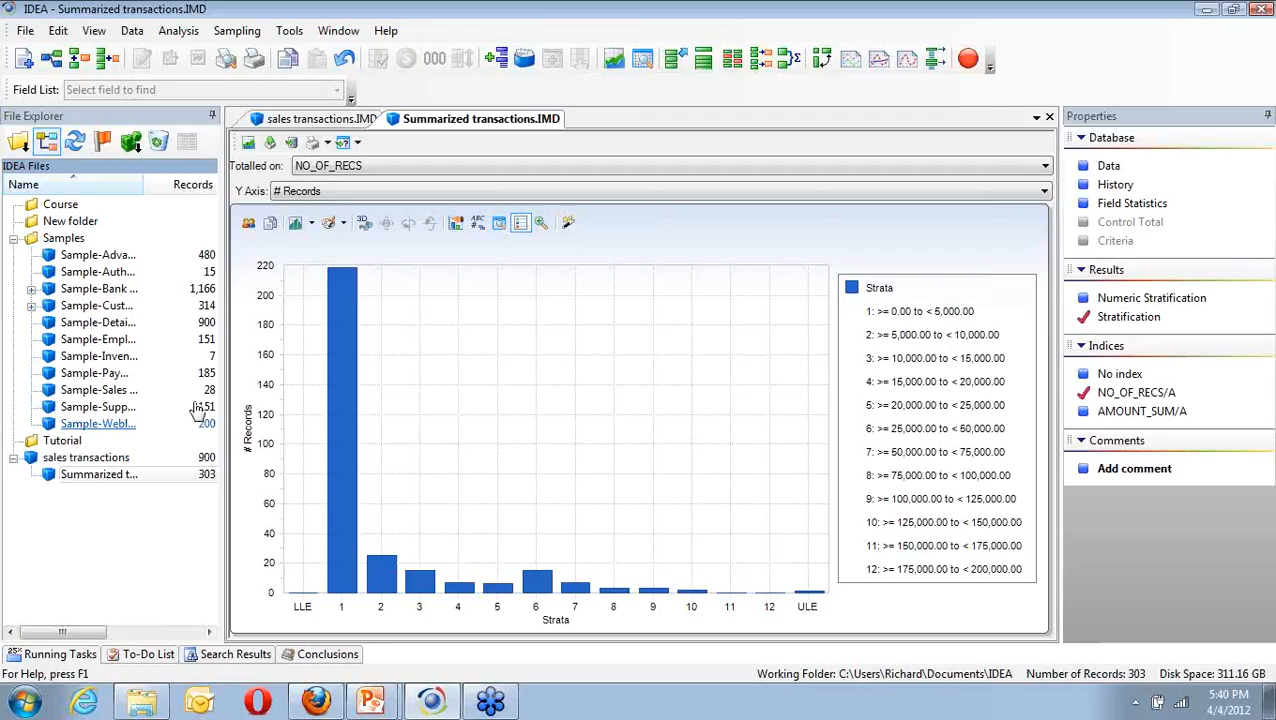 IDEA - Summarized transactions.IMD
File Edit View Data Analysis Sampling Tools Window Help
Field List: Select field to find
File Explorer
IDEA Files
Name Records
Course
New folder
Samples
Sample-Adva... 480
Sample-Auth... 15
Sample-Bank ... 1,166
Sample-Cust... 314
Sample-Detai... 900
Sample-Empl... 151
Sample-Inven... 7
Sample-Pay... 185
Sample-Sales ... 28
Sample-Supp...
Sample-Webl... 200
Tutorial
sales transactions 900
Summarized t... 303
sales transactions.IMD Summarized transactions.IMD
Totalled on: NO_OF_RECS
Y Axis: # Records
3D ABC
220
200
180
160
140
120
100
80
60
40
20
0
# Records
LLE 1 2 3 4 5 6 7 8 9 10 11 12 ULE
Strata
Strata
1: >= 0.00 to < 5,000.00
2: >= 5,000.00 to < 10,000.00
3: >= 10,000.00 to < 15,000.00
4: >= 15,000.00 to < 20,000.00
5: >= 20,000.00 to < 25,000.00
6: >= 25,000.00 to < 50,000.00
7: >= 50,000.00 to < 75,000.00
8: >= 75,000.00 to < 100,000.00
9: >= 100,000.00 to < 125,000.00
10: >= 125,000.00 to < 150,000.00
11: >= 150,000.00 to < 175,000.00
12: >= 175,000.00 to < 200,000.00
Properties
Database
Data
History
Field Statistics
Control Total
Criteria
Results
Numeric Stratification
Stratification
Indices
No index
NO_OF_RECS/A
AMOUNT_SUM/A
Comments
Add comment
Running Tasks To-Do List Search Results Conclusions
For Help, press F1
Working Folder: C:\Users\Richard\Documents\IDEA Number of Records: 303 Disk Space: 311.16 GB
5:40 PM
4/4/2012